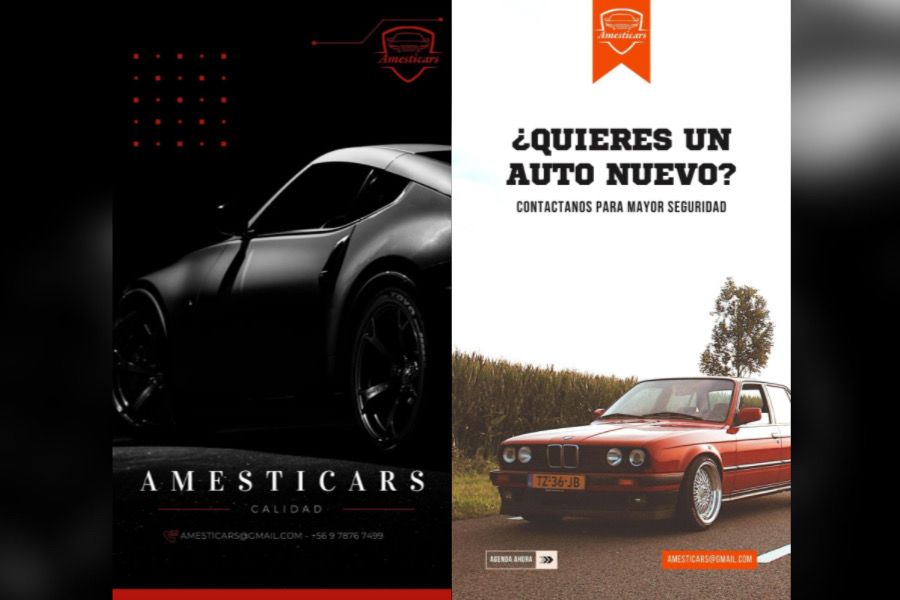 Amesticars
TOYO
AMESTICARS
CALIDAD
AMESTICARS@GMAIL.COM - +56 9 7876 7499
Amesticars
¿QUIERES UN
AUTO NUEVO?
CONTACTANOS PARA MAYOR SEGURIDAD
TZ-36-JB
AGENDA AHORA
AMESTICARS@GMAIL.COM